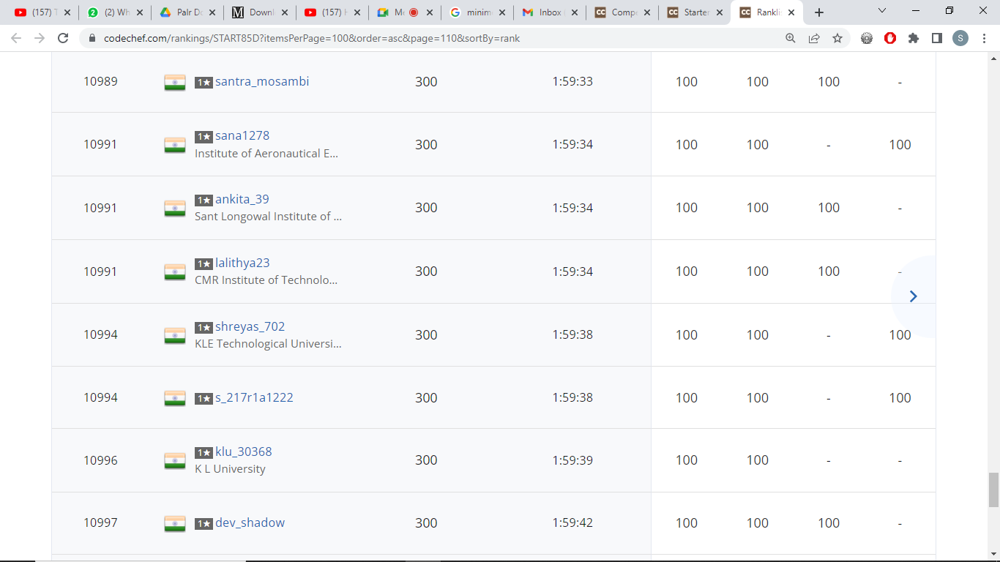 (157) T
(2) Wh
Palr Do
Downl
(157) H
Me
minim
Inbox
Compe
Starter
Ranklis
codechef.com/rankings/START85D?itemsPerPage=100&order=asc&page=110&sortBy=rank
S
10989 1★ santra_mosambi 300 1:59:33 100 100 100 -
10991 1★ sana1278 300 1:59:34 100 100 - 100
Institute of Aeronautical E...
10991 1★ ankita_39 300 1:59:34 100 100 100 -
Sant Longowal Institute of ...
10991 1★ lalithya23 300 1:59:34 100 100 100 -
CMR Institute of Technolo...
10994 1★ shreyas_702 300 1:59:38 100 100 - 100
KLE Technological Universi...
10994 1★ s_217r1a1222 300 1:59:38 100 100 - 100
10996 1★ klu_30368 300 1:59:39 100 100 - -
K L University
10997 1★ dev_shadow 300 1:59:42 100 100 100 -